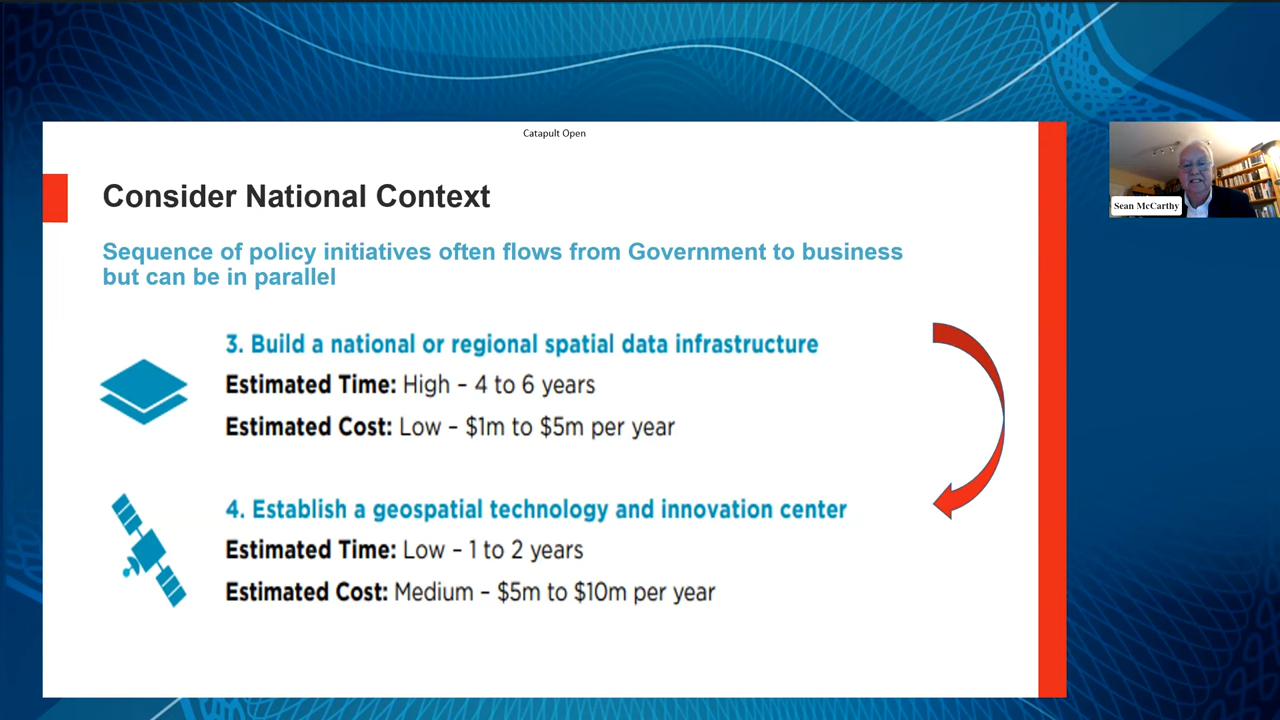 Catapult Open
Consider National Context
Sequence of policy initiatives often flows from Government to business
but can be in parallel
3. Build a national or regional spatial data infrastructure
Estimated Time: High – 4 to 6 years
Estimated Cost: Low – $1m to $5m per year
4. Establish a geospatial technology and innovation center
Estimated Time: Low – 1 to 2 years
Estimated Cost: Medium – $5m to $10m per year
Sean McCarthy